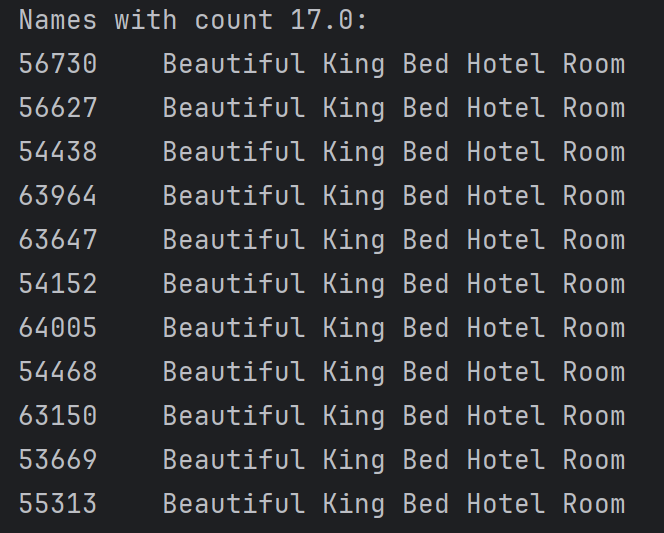 Names with count 17.0:
56730    Beautiful King Bed Hotel Room
56627    Beautiful King Bed Hotel Room
54438    Beautiful King Bed Hotel Room
63964    Beautiful King Bed Hotel Room
63647    Beautiful King Bed Hotel Room
54152    Beautiful King Bed Hotel Room
64005    Beautiful King Bed Hotel Room
54468    Beautiful King Bed Hotel Room
63150    Beautiful King Bed Hotel Room
53669    Beautiful King Bed Hotel Room
55313    Beautiful King Bed Hotel Room